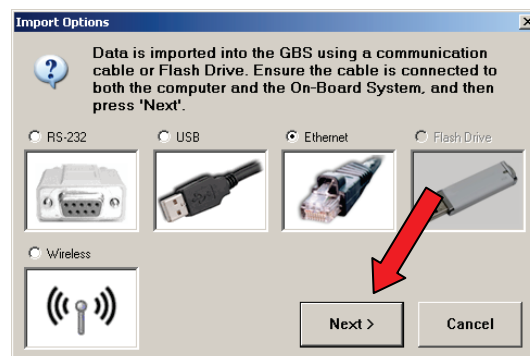 Import Options
Data is imported into the GBS using a communication
cable or Flash Drive. Ensure the cable is connected to
both the computer and the On-Board System, and then
press 'Next'.
RS-232 USB Ethernet Flash Drive
Wireless
Next > Cancel